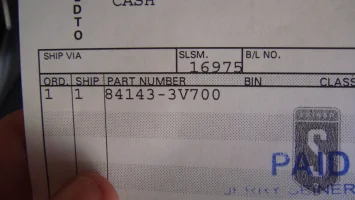 D
T
O
CASH
SHIP VIA SLSM. B/L NO.
16975
ORD. SHIP PART NUMBER BIN CLASS
1 1 84143-3V700
PAID